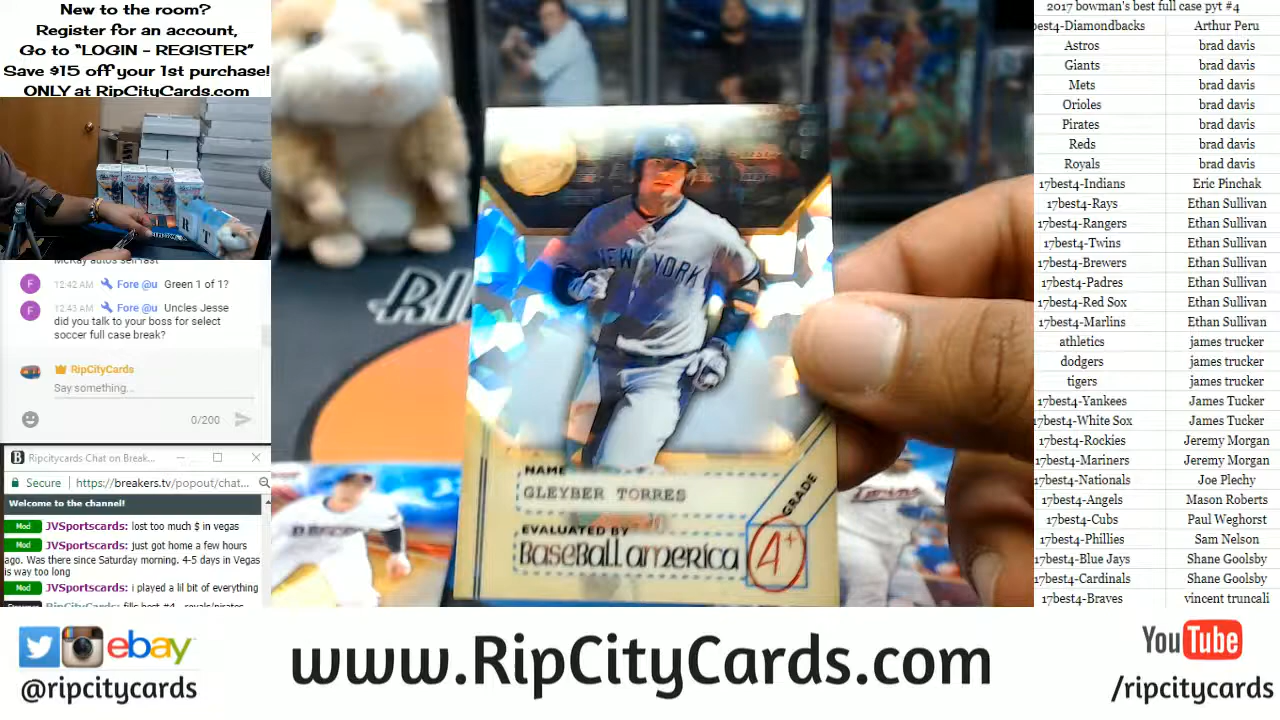 New to the room?
Register for an account,
Go to "LOGIN - REGISTER"
Save $15 off your 1st purchase!
ONLY at RipCityCards.com
12:42 AM Fore @u Green 1 of 1?
12:43 AM Fore @u Uncles Jesse
did you talk to your boss for select
soccer full case break?
RipCityCards
Say something...
0/200
Ripcitycards Chat on Break...
Secure https://breakers.tv/popout/chat...
Welcome to the channel!
Mod JVSportscards: lost too much $ in vegas
Mod JVSportscards: just got home a few hours
ago. Was there since Saturday morning. 4-5 days in Vegas
is way too long
Mod JVSportscards: i played a lil bit of everything
NEW YORK
NAME
GLEYBER TORRES
EVALUATED BY
BaseBall america
GRADE
A+
2017 bowman's best full case pyt #4
best4-Diamondbacks Arthur Peru
Astros brad davis
Giants brad davis
Mets brad davis
Orioles brad davis
Pirates brad davis
Reds brad davis
Royals brad davis
17best4-Indians Eric Pinchak
17best4-Rays Ethan Sullivan
17best4-Rangers Ethan Sullivan
17best4-Twins Ethan Sullivan
17best4-Brewers Ethan Sullivan
17best4-Padres Ethan Sullivan
17best4-Red Sox Ethan Sullivan
17best4-Marlins Ethan Sullivan
athletics james trucker
dodgers james trucker
tigers james trucker
17best4-Yankees James Tucker
17best4-White Sox James Tucker
17best4-Rockies Jeremy Morgan
17best4-Mariners Jeremy Morgan
17best4-Nationals Joe Plechy
17best4-Angels Mason Roberts
17best4-Cubs Paul Weghorst
17best4-Phillies Sam Nelson
17best4-Blue Jays Shane Goolsby
17best4-Cardinals Shane Goolsby
17best4-Braves vincent truncali
ebay
@ripcitycards
www.RipCityCards.com
YouTube
/ripcitycards